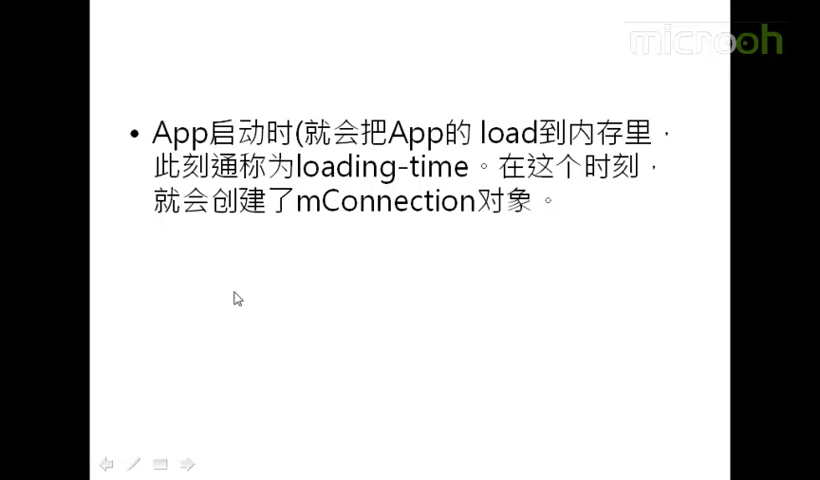 microoh
• App启动时(就会把App的 load到内存里，
此刻通称为loading-time。在这个时刻，
就会创建了mConnection对象。